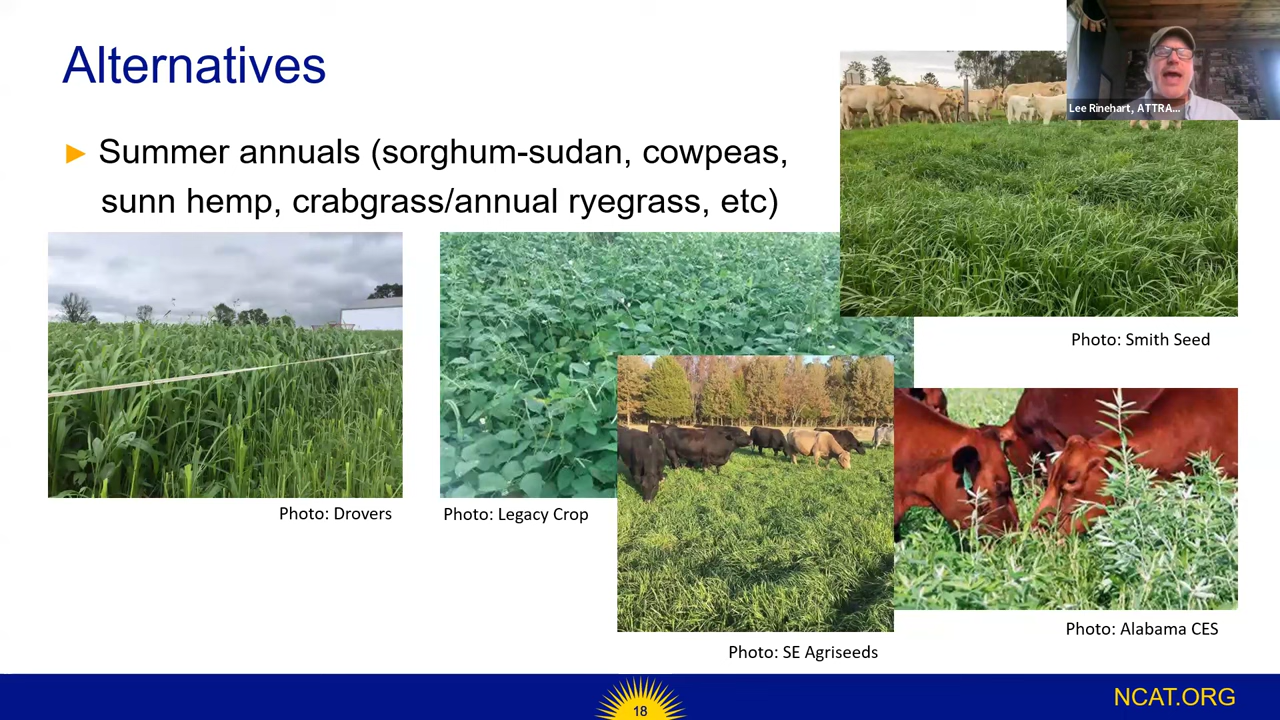 Alternatives
Lee Rinehart, ATTRA...
► Summer annuals (sorghum-sudan, cowpeas,
sunn hemp, crabgrass/annual ryegrass, etc)
Photo: Smith Seed
Photo: Drovers
Photo: Legacy Crop
Photo: Alabama CES
Photo: SE Agriseeds
18
NCAT.ORG